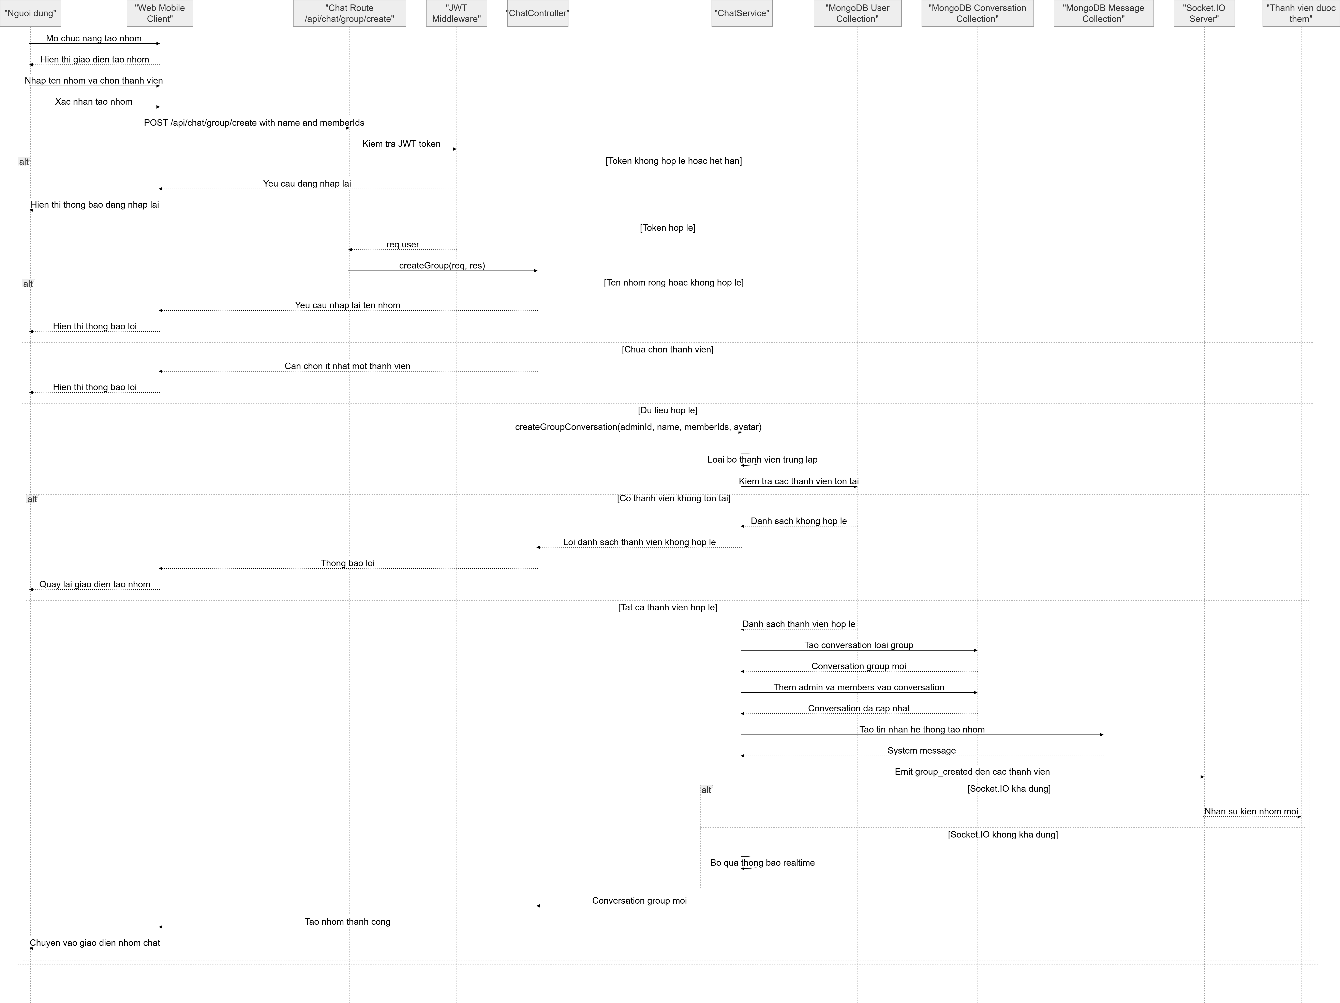 "Nguoi dung"
"Web Mobile
Client"
"Chat Route
/api/chat/group/create"
"JWT
Middleware"
"ChatController"
"ChatService"
"MongoDB User
Collection"
"MongoDB Conversation
Collection"
"MongoDB Message
Collection"
"Socket.IO
Server"
"Thanh vien duoc
them"
Mo chuc nang tao nhom
Hien thi giao dien tao nhom
Nhap ten nhom va chon thanh vien
Xac nhan tao nhom
POST /api/chat/group/create with name and memberIds
Kiem tra JWT token
alt
[Token khong hop le hoac het han]
Yeu cau dang nhap lai
Hien thi thong bao dang nhap lai
[Token hop le]
req.user
createGroup(req, res)
alt
[Ten nhom rong hoac khong hop le]
Yeu cau nhap lai ten nhom
Hien thi thong bao loi
[Chua chon thanh vien]
Can chon it nhat mot thanh vien
Hien thi thong bao loi
[Du lieu hop le]
createGroupConversation(adminId, name, memberIds, avatar)
Loai bo thanh vien trung lap
Kiem tra cac thanh vien ton tai
alt
[Co thanh vien khong ton tai]
Danh sach khong hop le
Loi danh sach thanh vien khong hop le
Thong bao loi
Quay lai giao dien tao nhom
[Tat ca thanh vien hop le]
Danh sach thanh vien hop le
Tao conversation loai group
Conversation group moi
Them admin va members vao conversation
Conversation da cap nhat
Tao tin nhan he thong tao nhom
System message
Emit group_created den cac thanh vien
alt
[Socket.IO kha dung]
Nhan su kien nhom moi
[Socket.IO khong kha dung]
Bo qua thong bao realtime
Conversation group moi
Tao nhom thanh cong
Chuyen vao giao dien nhom chat